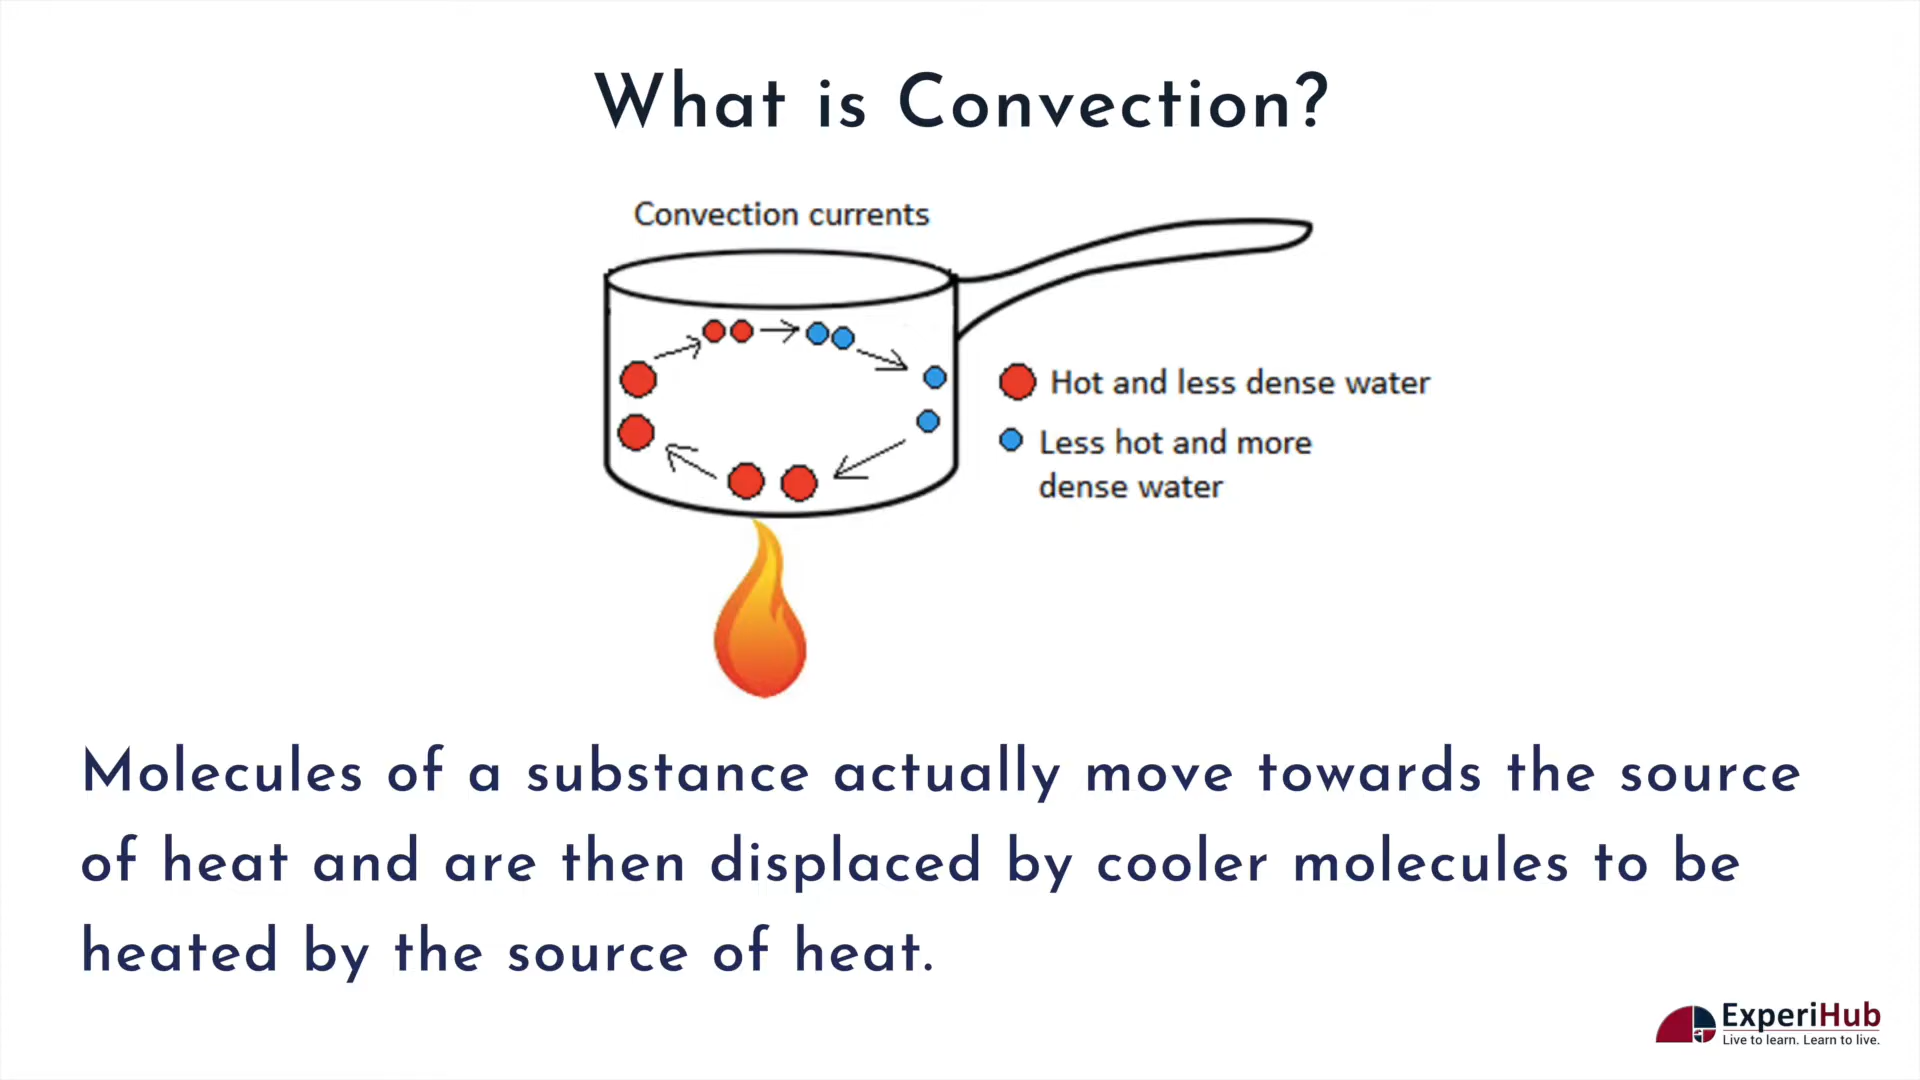 What is Convection?
Convection currents
Hot and less dense water
Less hot and more
dense water
Molecules of a substance actually move towards the source
of heat and are then displaced by cooler molecules to be
heated by the source of heat.
ExperiHub
Live to learn. Learn to live.